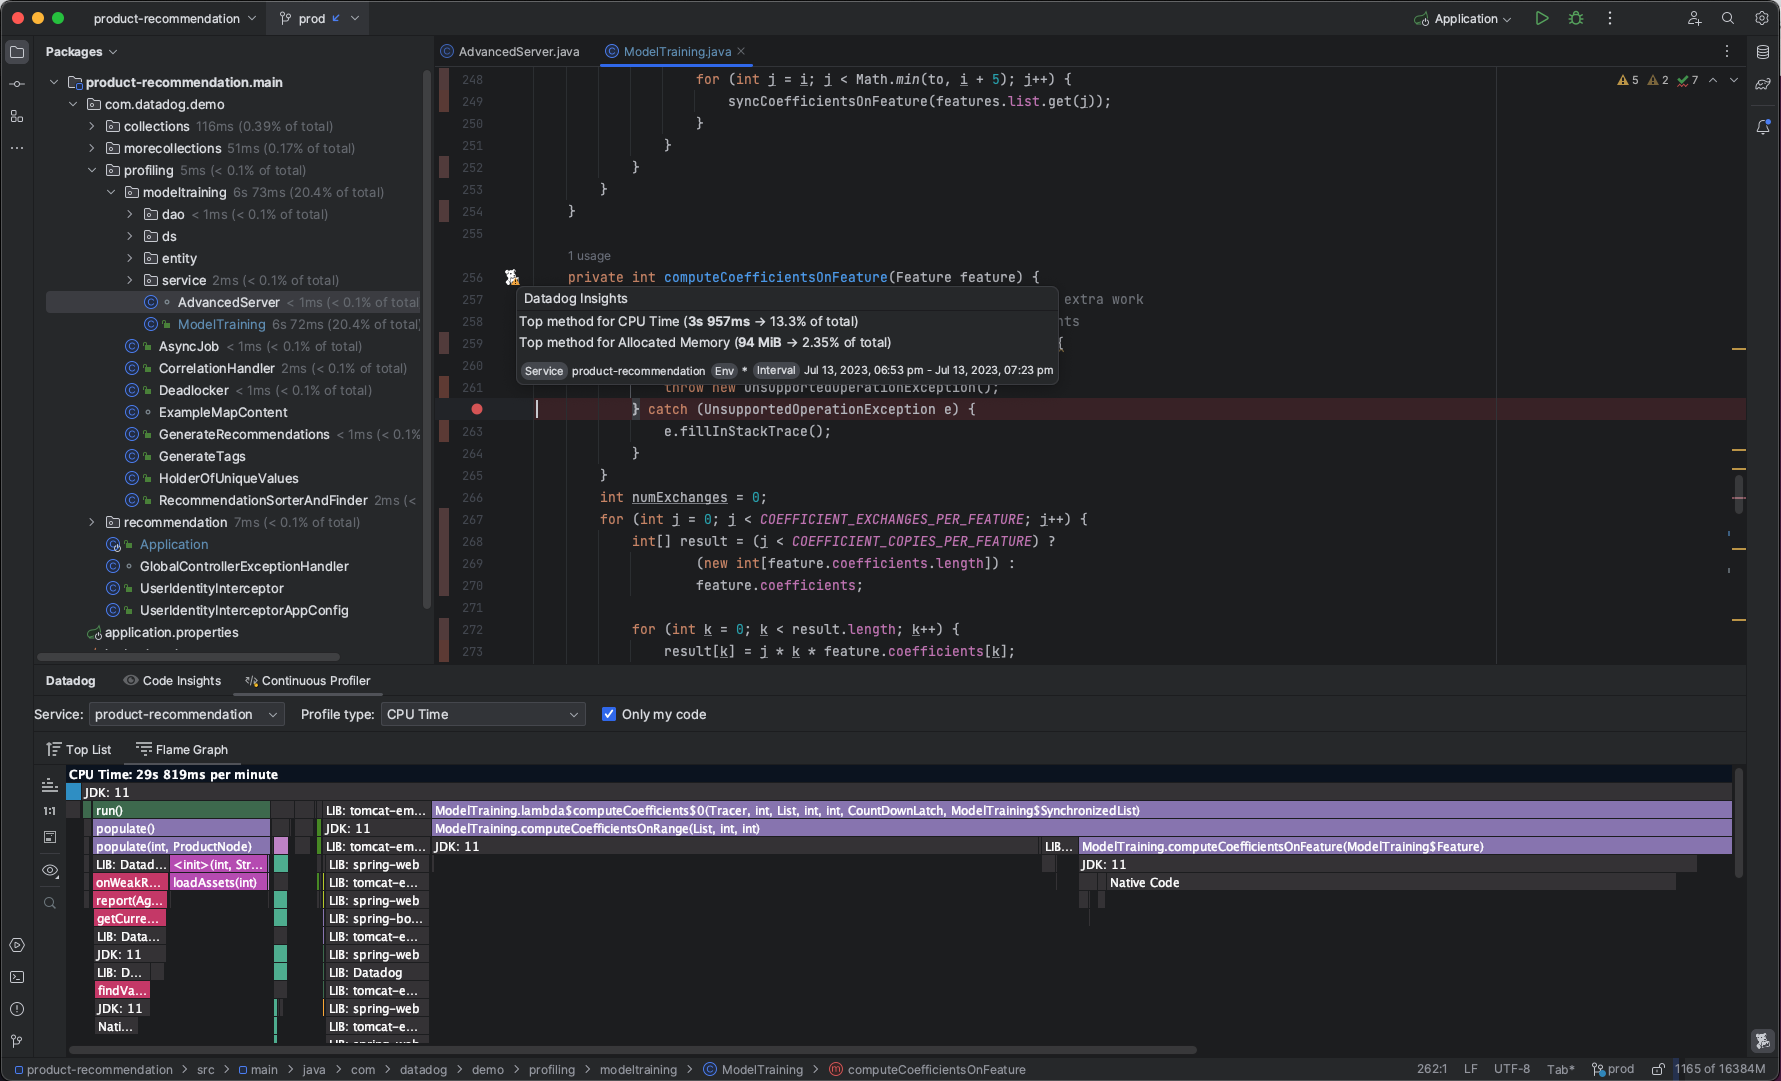 product-recommendation prod Application
Packages
AdvancedServer.java ModelTraining.java
product-recommendation.main
com.datadog.demo
collections 116ms (0.39% of total)
morecollections 51ms (0.17% of total)
profiling 5ms (< 0.1% of total)
modeltraining 6s 73ms (20.4% of total)
dao < 1ms (< 0.1% of total)
ds
entity
service 2ms (< 0.1% of total)
AdvancedServer < 1ms (< 0.1% of total
ModelTraining 6s 72ms (20.4% of total)
AsyncJob < 1ms (< 0.1% of total)
CorrelationHandler 2ms (< 0.1% of total)
Deadlocker < 1ms (< 0.1% of total)
ExampleMapContent
GenerateRecommendations < 1ms (< 0.1%
GenerateTags
HolderOfUniqueValues
RecommendationSorterAndFinder 2ms (<
recommendation 7ms (< 0.1% of total)
Application
GlobalControllerExceptionHandler
UserIdentityInterceptor
UserIdentityInterceptorAppConfig
application.properties
5 2 7
248 for (int j = i; j < Math.min(to, i + 5); j++) {
249 syncCoefficientsOnFeature(features.list.get(j));
250 }
251 }
252 }
253 }
254 }
255
1 usage
256 private int computeCoefficientsOnFeature(Feature feature) {
257 extra work
258 nts
259 {
260
261 throw new UnsupportedOperationException();
} catch (UnsupportedOperationException e) {
263 e.fillInStackTrace();
264 }
265 }
266 int numExchanges = 0;
267 for (int j = 0; j < COEFFICIENT_EXCHANGES_PER_FEATURE; j++) {
268 int[] result = (j < COEFFICIENT_COPIES_PER_FEATURE) ?
269 (new int[feature.coefficients.length]) :
270 feature.coefficients;
271
272 for (int k = 0; k < result.length; k++) {
273 result[k] = j * k * feature.coefficients[k];
Datadog Insights
Top method for CPU Time (3s 957ms → 13.3% of total)
Top method for Allocated Memory (94 MiB → 2.35% of total)
Service product-recommendation Env * Interval Jul 13, 2023, 06:53 pm - Jul 13, 2023, 07:23 pm
Datadog Code Insights Continuous Profiler
Service: product-recommendation Profile type: CPU Time Only my code
Top List Flame Graph
CPU Time: 29s 819ms per minute
JDK: 11
1:1
run() LIB: tomcat-em... ModelTraining.lambda$computeCoefficients$0(Tracer, int, List, int, int, CountDownLatch, ModelTraining$SynchronizedList)
populate() JDK: 11 ModelTraining.computeCoefficientsOnRange(List, int, int)
populate(int, ProductNode) LIB: tomcat-em... JDK: 11 LIB... ModelTraining.computeCoefficientsOnFeature(ModelTraining$Feature)
LIB: Datad... <init>(int, Str... LIB: spring-web JDK: 11
onWeakR... loadAssets(int) LIB: tomcat-e... Native Code
report(Ag... LIB: spring-web
getCurre... LIB: spring-bo...
LIB: Data... LIB: tomcat-e...
JDK: 11 LIB: spring-web
LIB: D... LIB: Datadog
findVa... LIB: tomcat-e...
JDK: 11 LIB: spring-web
Nati... LIB: tomcat-e...
LIB: spring-web
product-recommendation > src > main > java > com > datadog > demo > profiling > modeltraining > ModelTraining > computeCoefficientsOnFeature 262:1 LF UTF-8 Tab* prod 1165 of 16384M